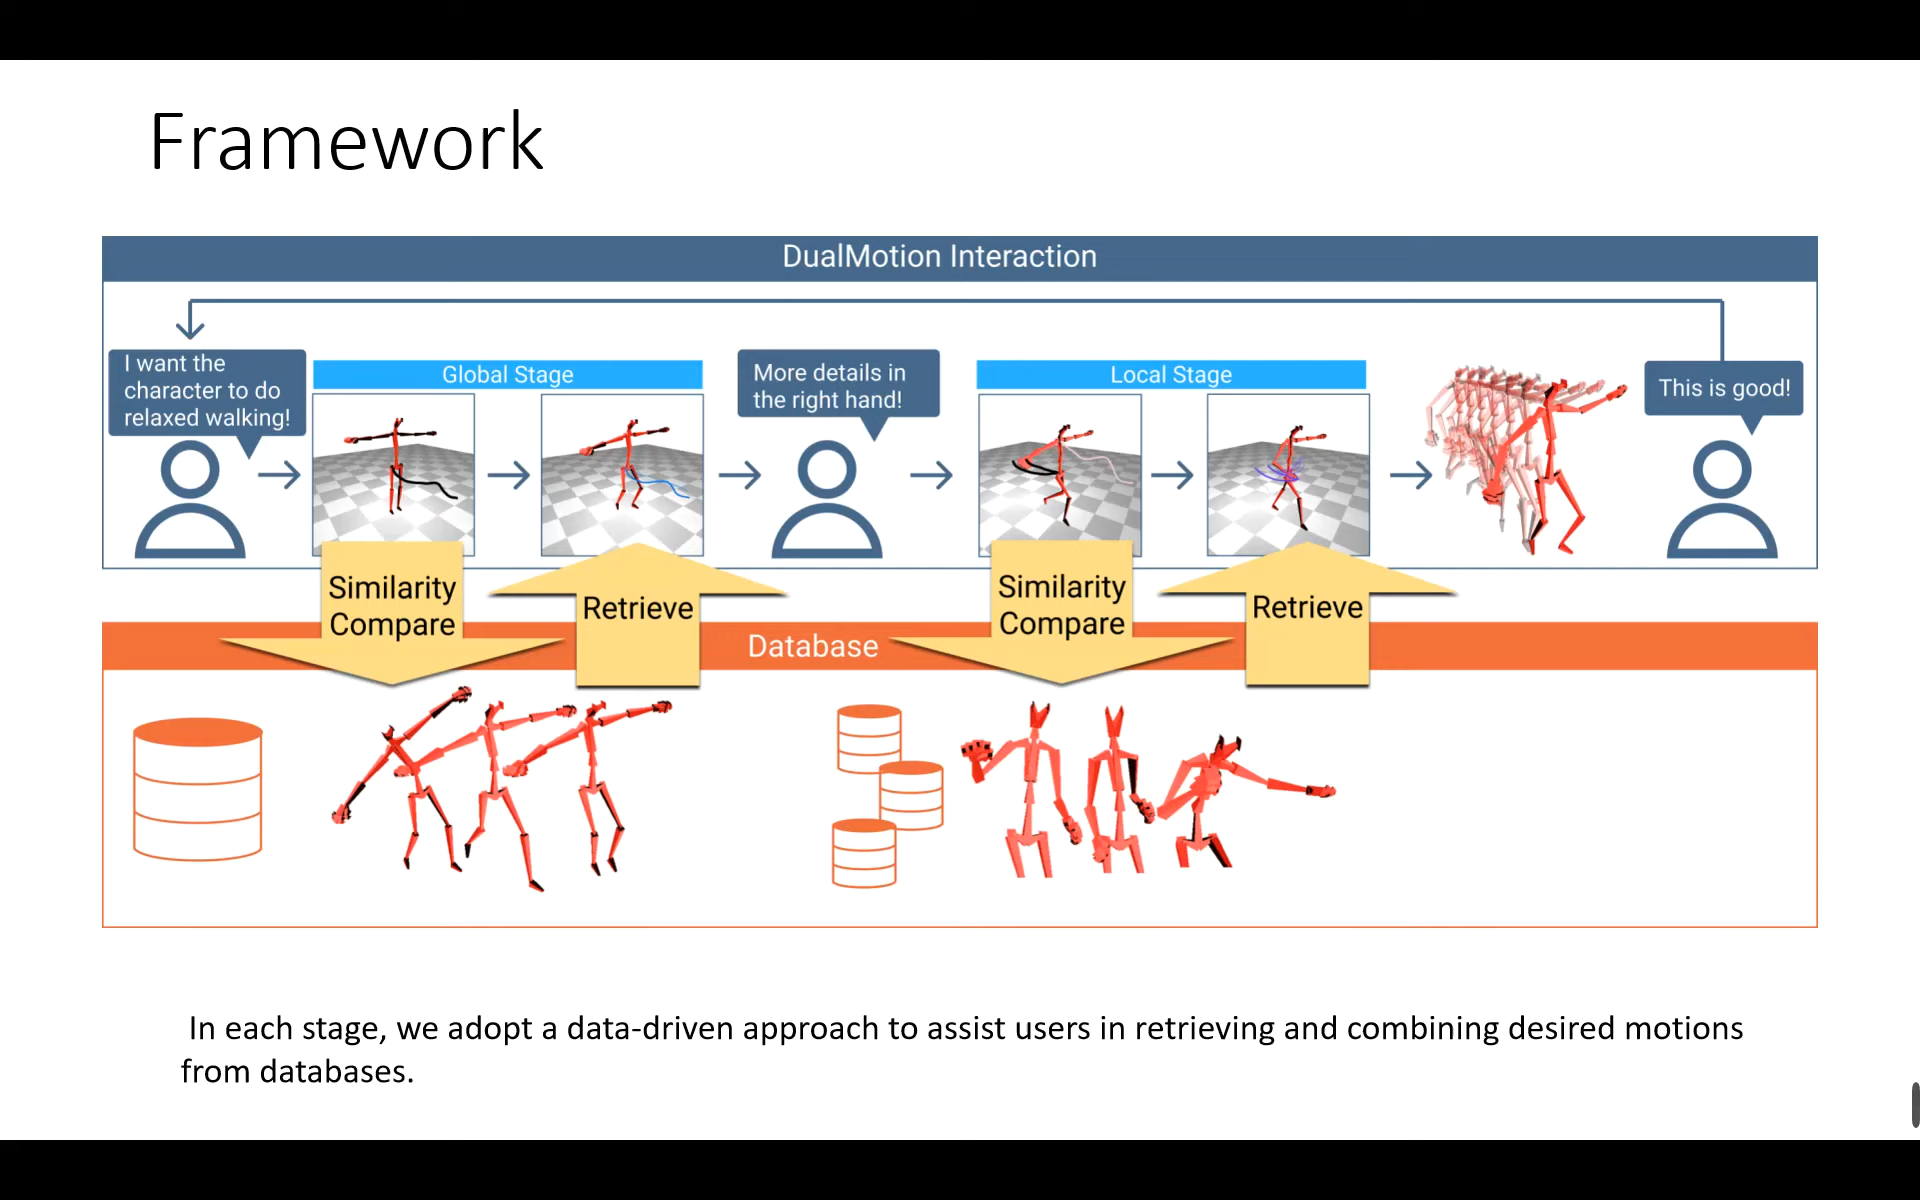 Framework
DualMotion Interaction
I want the
character to do
relaxed walking!
Global Stage
More details in
the right hand!
Local Stage
This is good!
Similarity
Compare
Retrieve
Similarity
Compare
Retrieve
Database
In each stage, we adopt a data-driven approach to assist users in retrieving and combining desired motions
from databases.